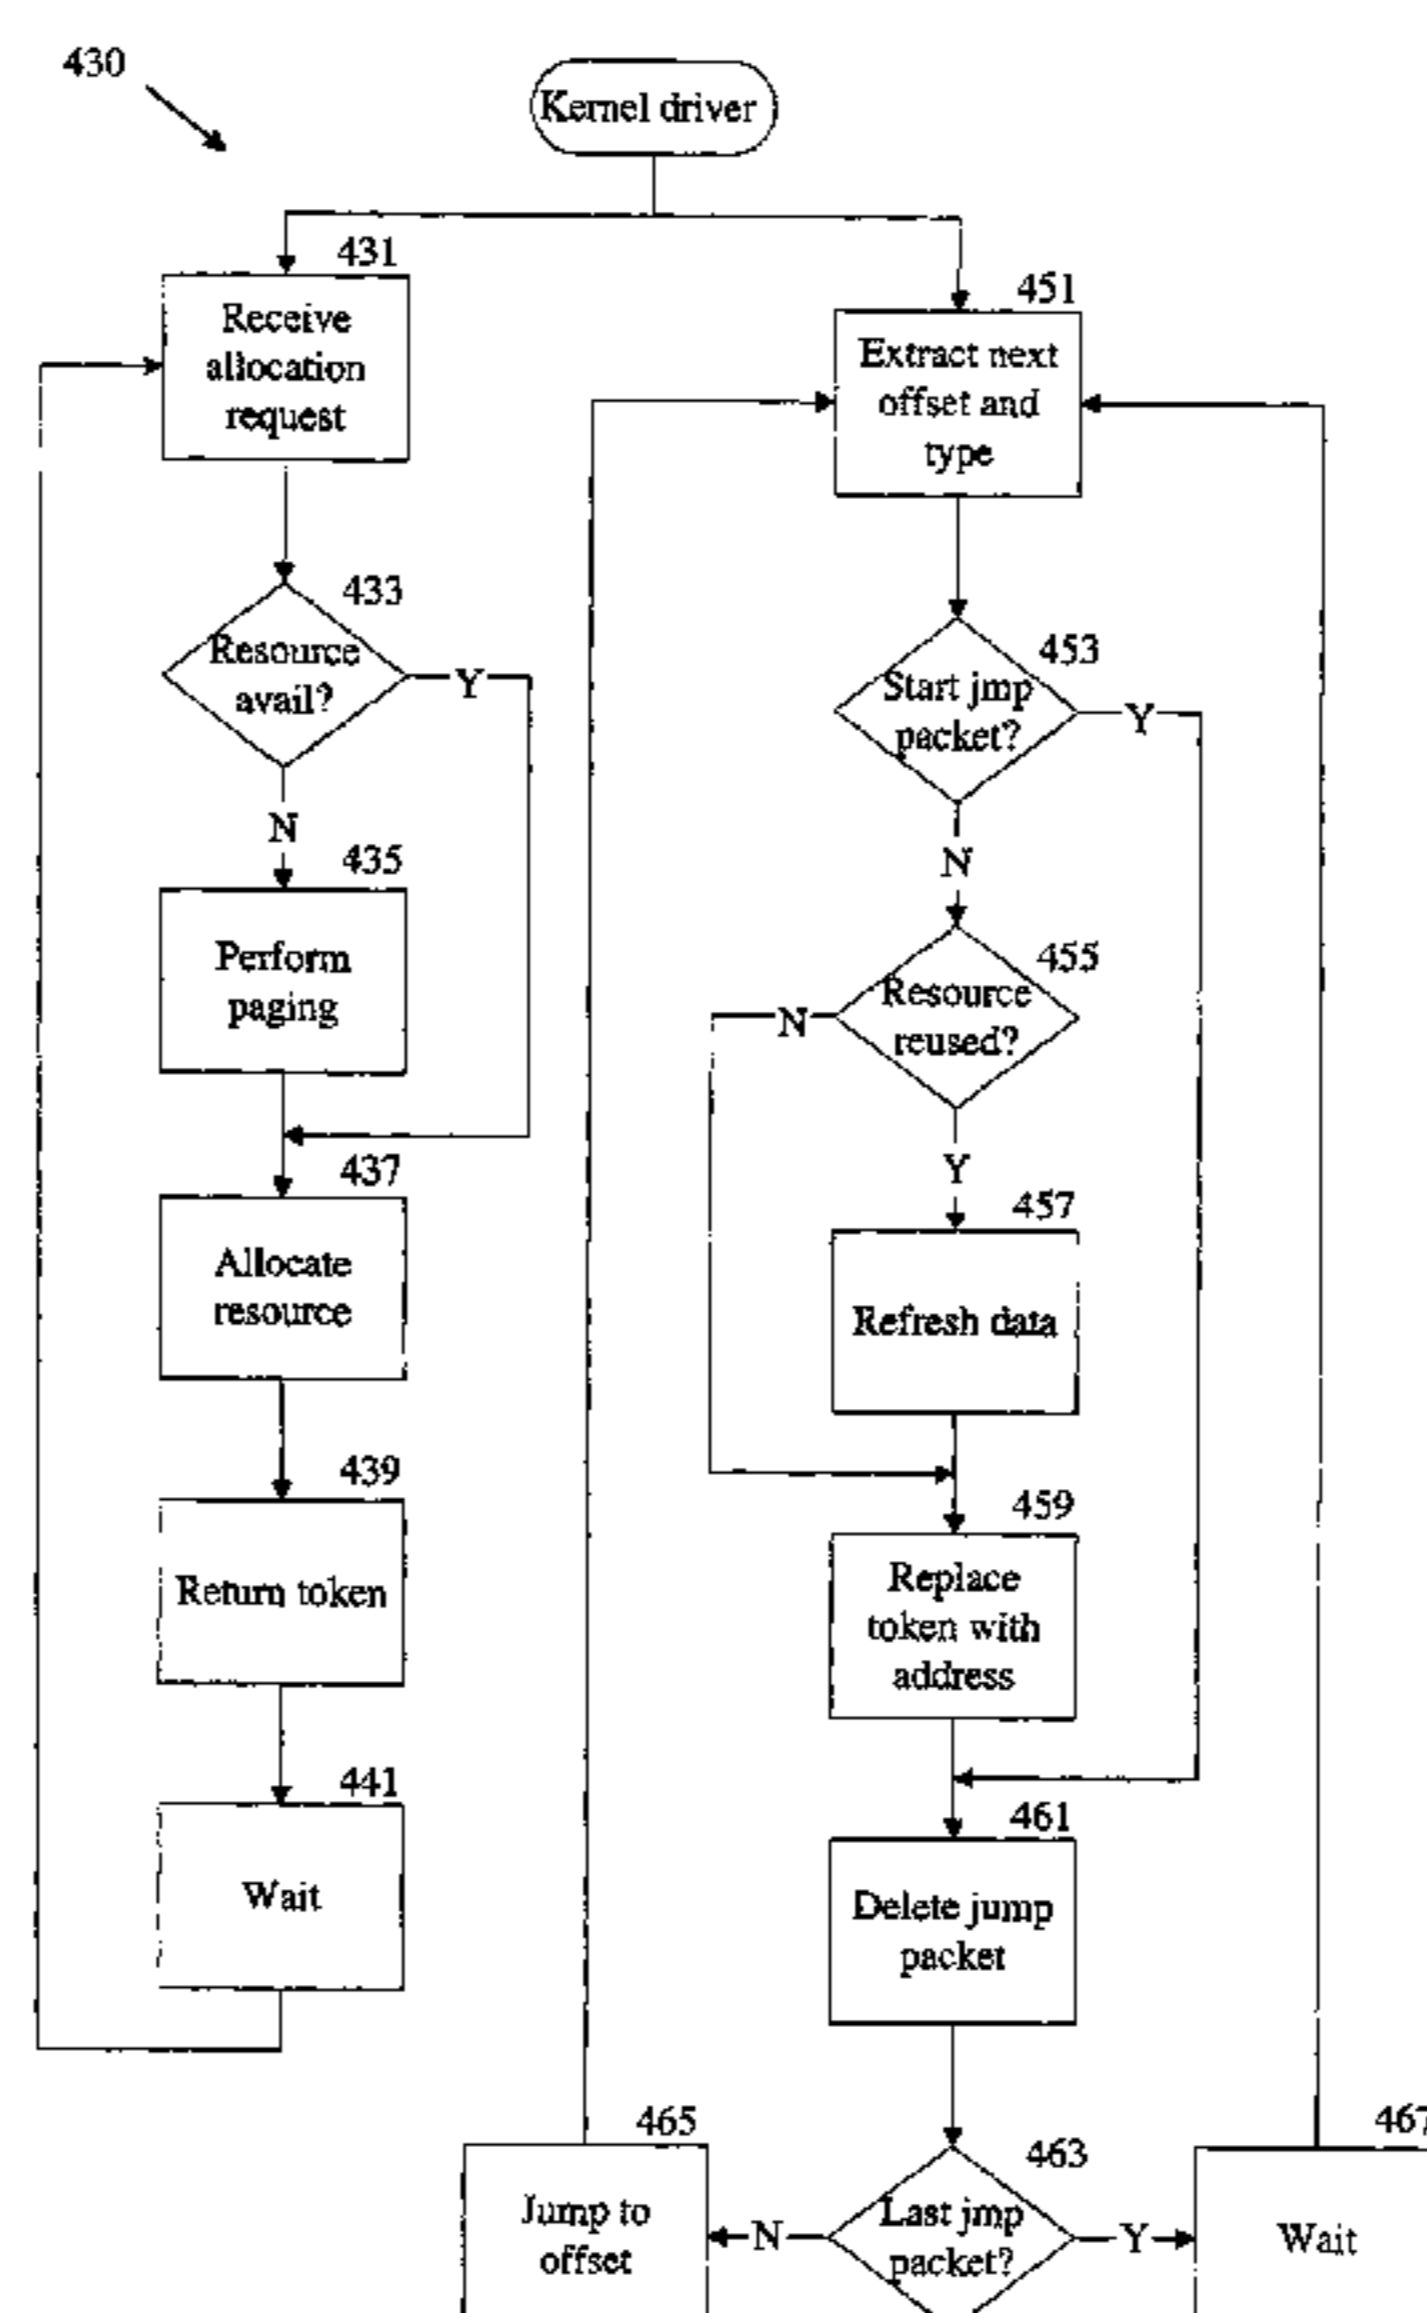 430
Kernel driver
431
Receive
allocation
request
433
Resource
avail?
Y
N
435
Perform
paging
437
Allocate
resource
439
Return token
441
Wait
451
Extract next
offset and
type
453
Start jmp
packet?
Y
N
455
Resource
reused?
N
Y
457
Refresh data
459
Replace
token with
address
461
Delete jump
packet
463
Last jmp
packet?
N
Y
465
Jump to
offset
467
Wait